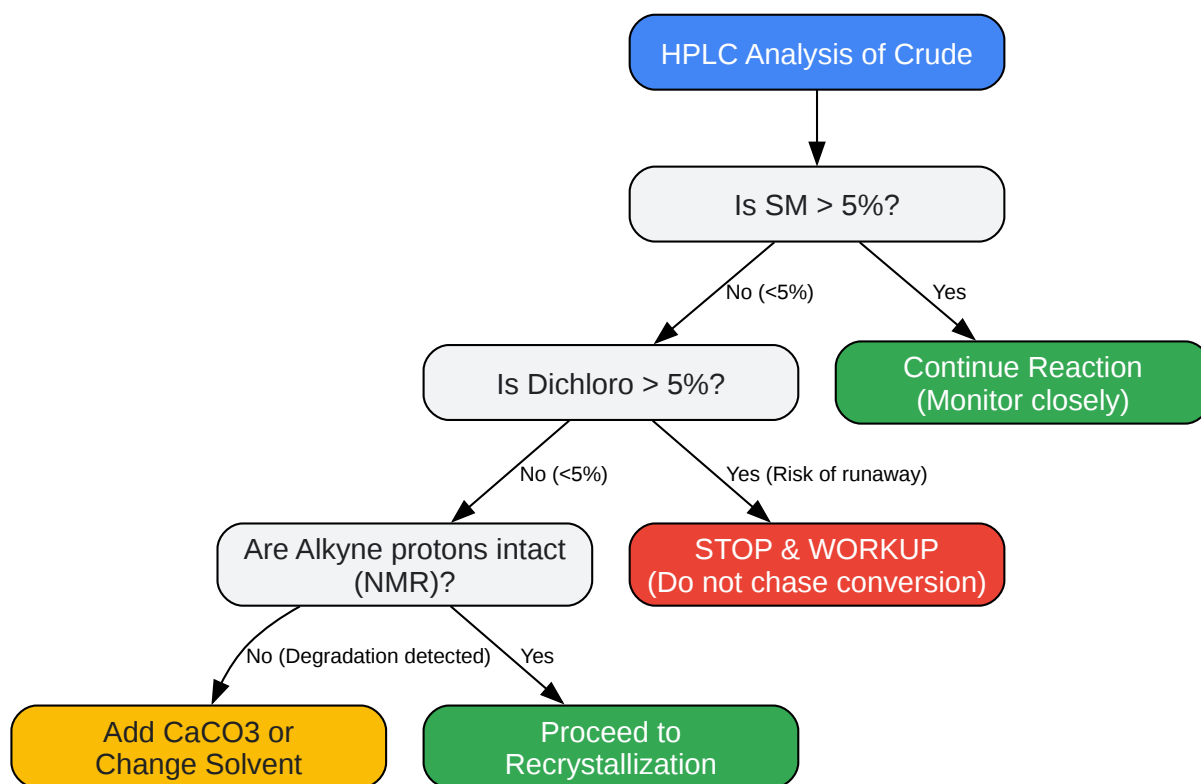 HPLC Analysis of Crude
Is SM > 5%?
No (<5%)
Yes
Is Dichloro > 5%?
Continue Reaction
(Monitor closely)
No (<5%)
Yes (Risk of runaway)
Are Alkyne protons intact
(NMR)?
STOP & WORKUP
(Do not chase conversion)
No (Degradation detected)
Yes
Add CaCO3 or
Change Solvent
Proceed to
Recrystallization